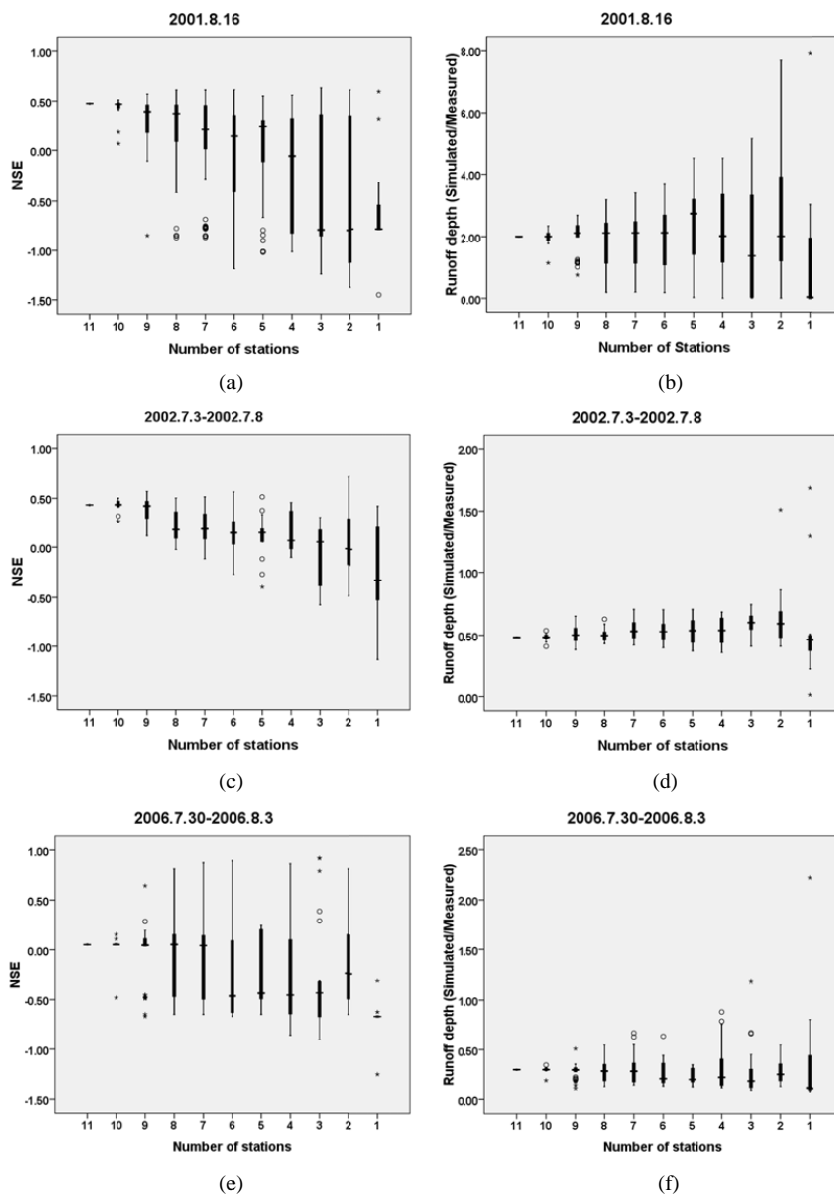 2001.8.16
1.00
0.50
0.00
-0.50
-1.00
-1.50
NSE
11 10 9 8 7 6 5 4 3 2 1
Number of stations
(a)
2001.8.16
8.00
6.00
4.00
2.00
0.00
Runoff depth (Simulated/Measured)
11 10 9 8 7 6 5 4 3 2 1
Number of Stations
(b)
2002.7.3-2002.7.8
1.00
0.50
0.00
-0.50
-1.00
-1.50
NSE
11 10 9 8 7 6 5 4 3 2 1
Number of stations
(c)
2002.7.3-2002.7.8
2.00
1.50
1.00
0.50
0.00
Runoff depth (Simulated/Measured)
11 10 9 8 7 6 5 4 3 2 1
Number of stations
(d)
2006.7.30-2006.8.3
1.00
0.50
0.00
-0.50
-1.00
-1.50
NSE
11 10 9 8 7 6 5 4 3 2 1
Number of stations
(e)
2006.7.30-2006.8.3
2.50
2.00
1.50
1.00
0.50
0.00
Runoff depth (Simulated/Measured)
11 10 9 8 7 6 5 4 3 2 1
Number of stations
(f)